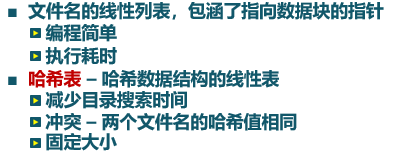 文件名的线性列表，包涵了指向数据块的指针
编程简单
执行耗时
哈希表 – 哈希数据结构的线性表
减少目录搜索时间
冲突 – 两个文件名的哈希值相同
固定大小